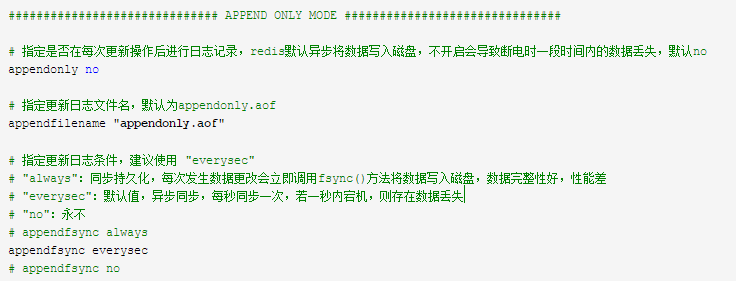 ############################## APPEND ONLY MODE ###############################
# 指定是否在每次更新操作后进行日志记录，redis默认异步将数据写入磁盘，不开启会导致断电时一段时间内的数据丢失，默认no
appendonly no
# 指定更新日志文件名，默认为appendonly.aof
appendfilename "appendonly.aof"
# 指定更新日志条件，建议使用 "everysec"
# "always"：同步持久化，每次发生数据更改会立即调用fsync()方法将数据写入磁盘，数据完整性好，性能差
# "everysec"：默认值，异步同步，每秒同步一次，若一秒内宕机，则存在数据丢失
# "no"：永不
# appendfsync always
appendfsync everysec
# appendfsync no